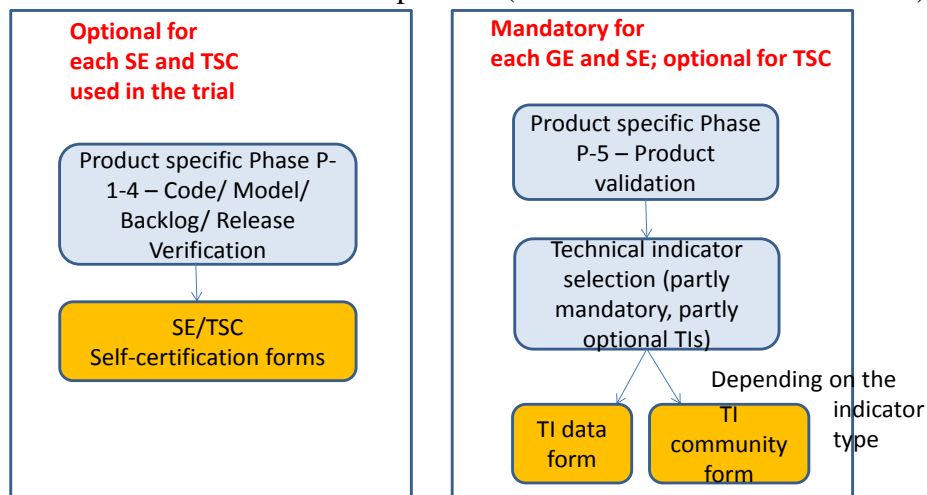 Optional for
each SE and TSC
used in the trial
Product specific Phase P-
1-4 – Code/ Model/
Backlog/ Release
Verification
SE/TSC
Self-certification forms
Mandatory for
each GE and SE; optional for TSC
Product specific Phase
P-5 – Product
validation
Technical indicator
selection (partly
mandatory, partly
optional TIs)
Depending on the
indicator
type
TI data
form
TI
community
form